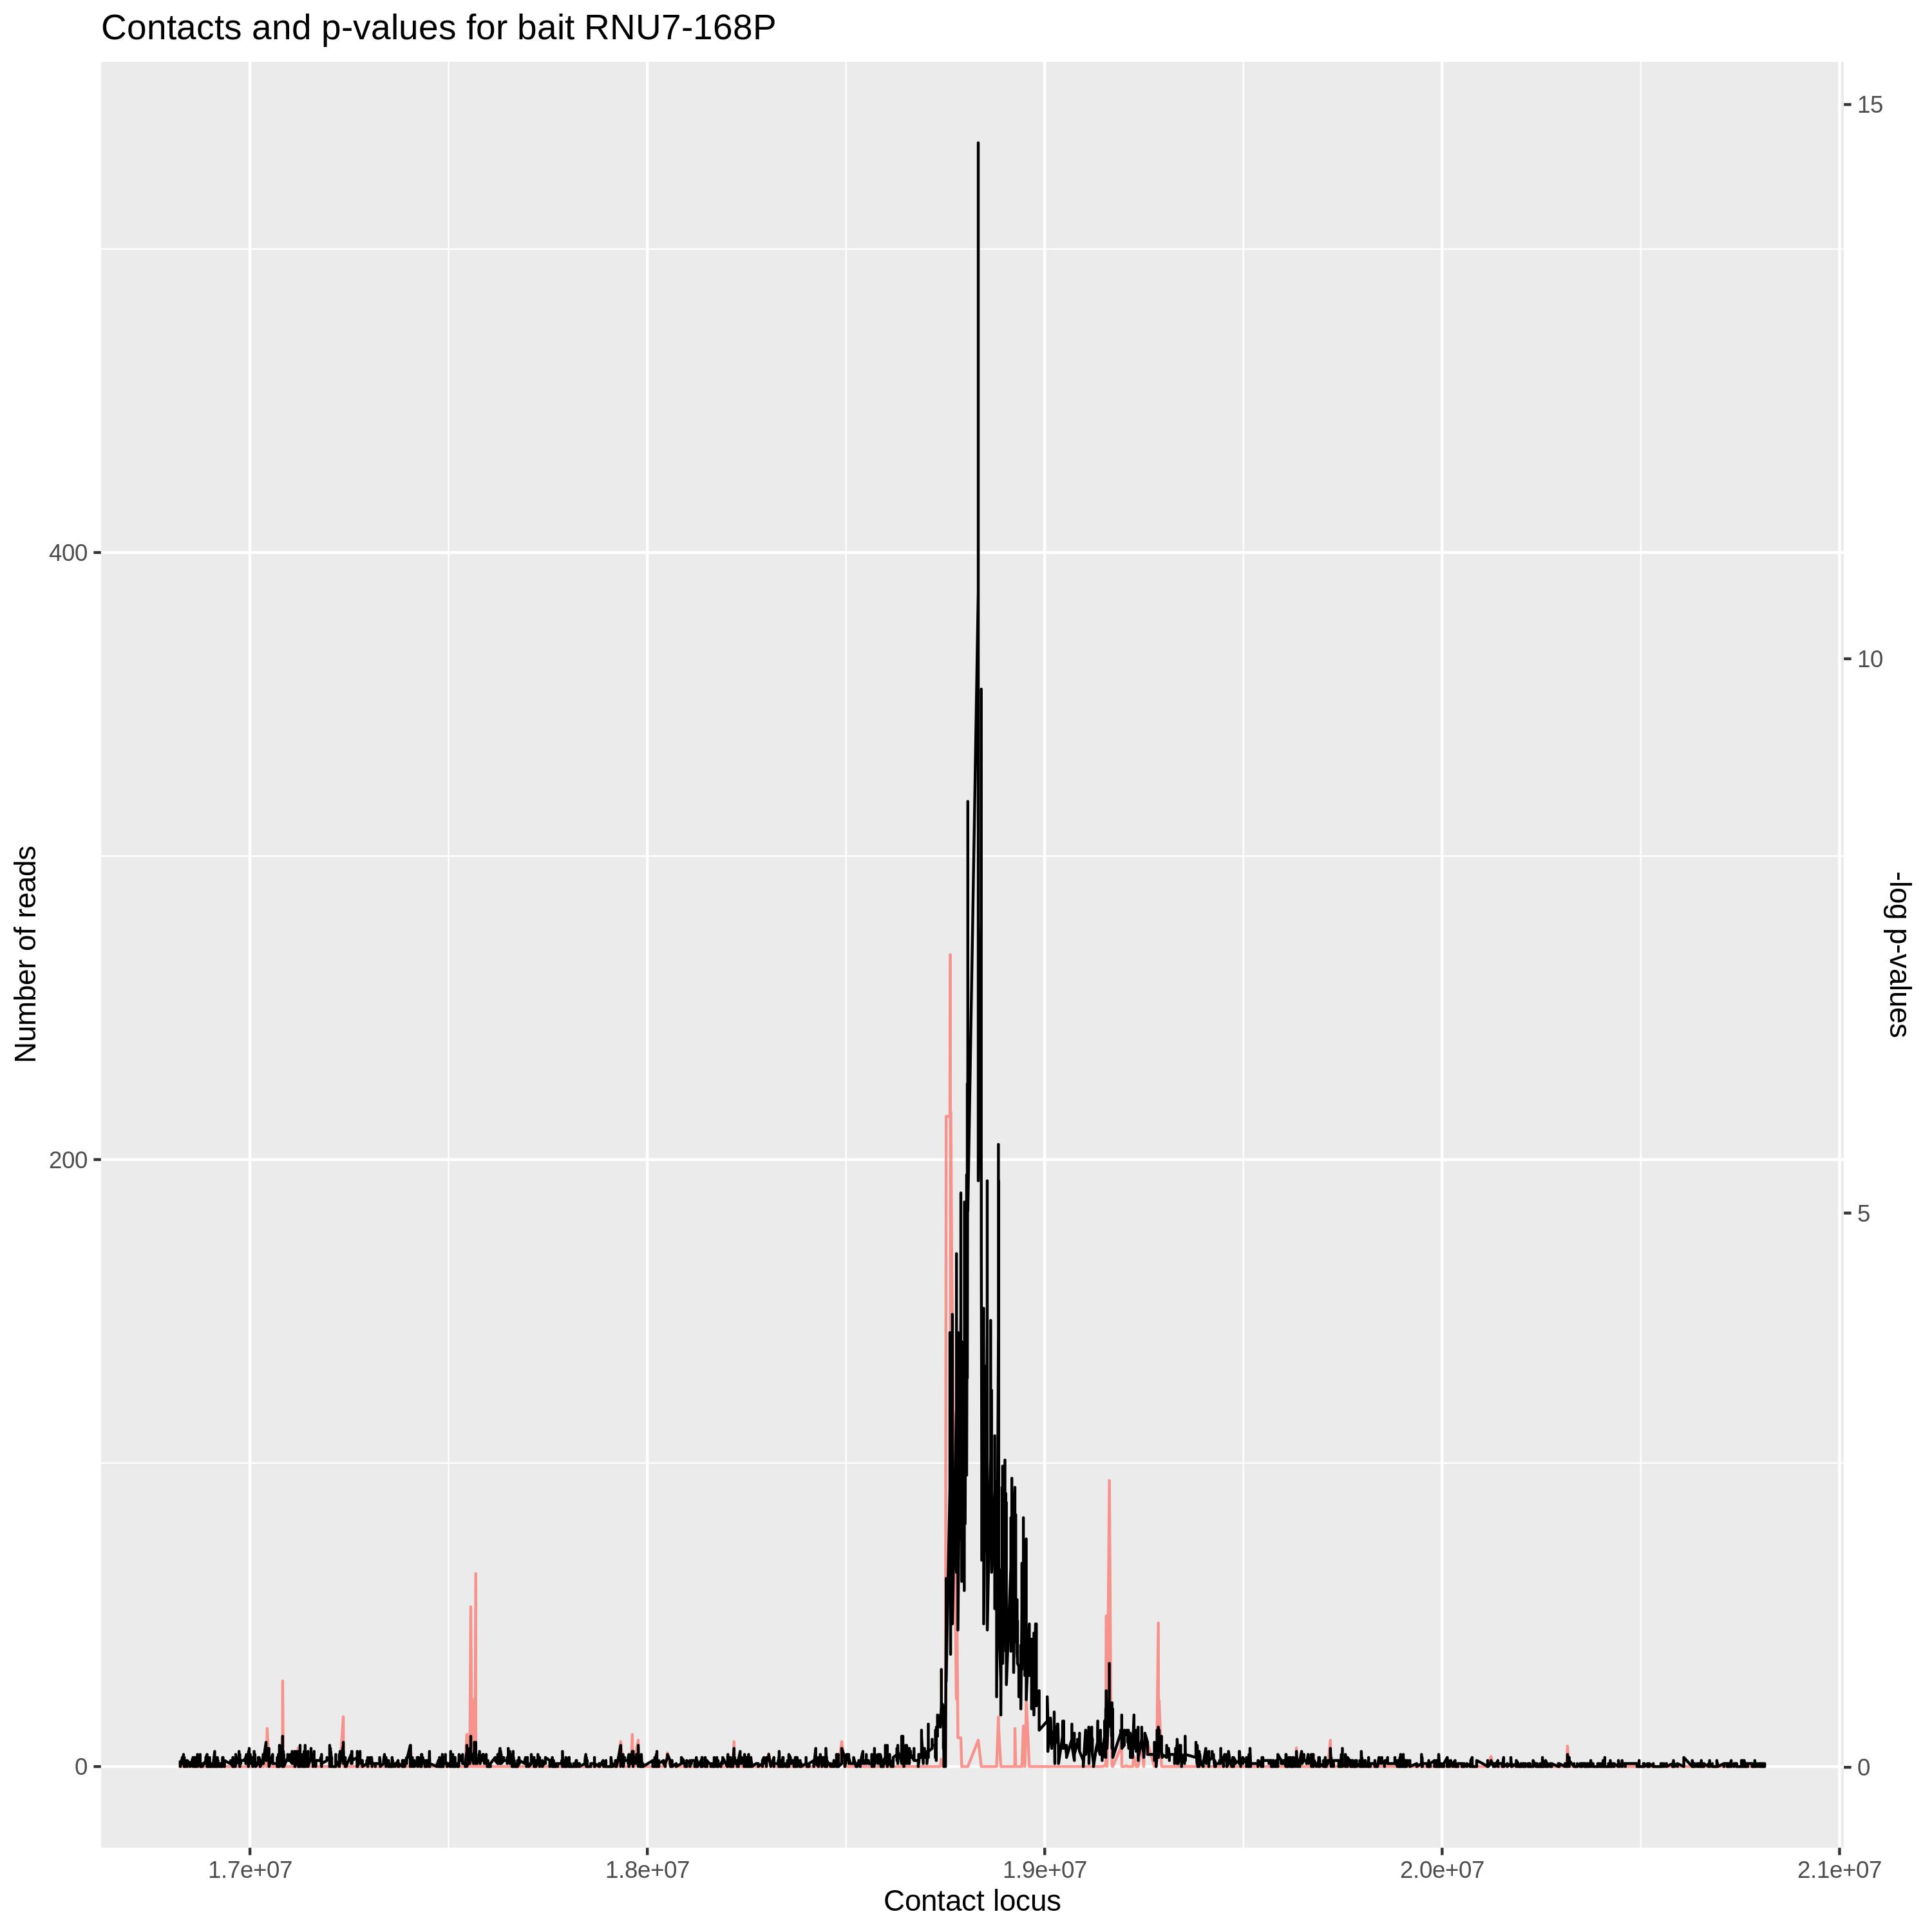 Contacts and p-values for bait RNU7-168P
Number of reads
400
200
0
15
10
5
0
-log p-values
1.7e+07
1.8e+07
1.9e+07
2.0e+07
2.1e+07
Contact locus